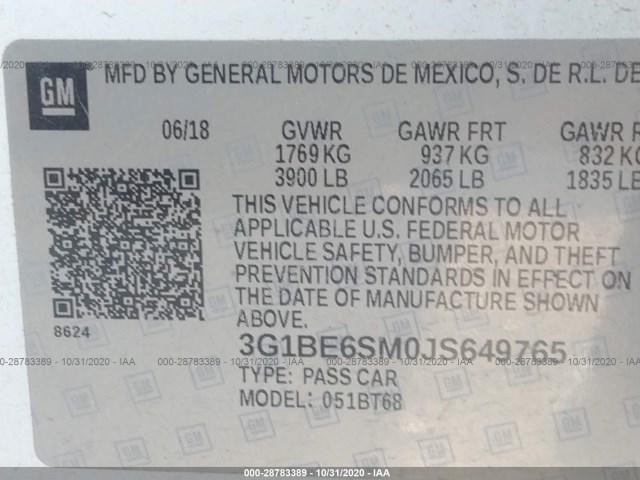 GM MFD BY GENERAL MOTORS DE MEXICO, S. DE R.L. DE
06/18 GVWR GAWR FRT GAWR R
1769 KG 937 KG 832 KG
3900 LB 2065 LB 1835 LB
THIS VEHICLE CONFORMS TO ALL
APPLICABLE U.S. FEDERAL MOTOR
VEHICLE SAFETY, BUMPER, AND THEFT
PREVENTION STANDARDS IN EFFECT ON
THE DATE OF MANUFACTURE SHOWN
ABOVE.
8624
3G1BE6SM0JS649765
TYPE: PASS CAR
MODEL: 051BT68
000-28783389 - 10/31/2020 - IAA